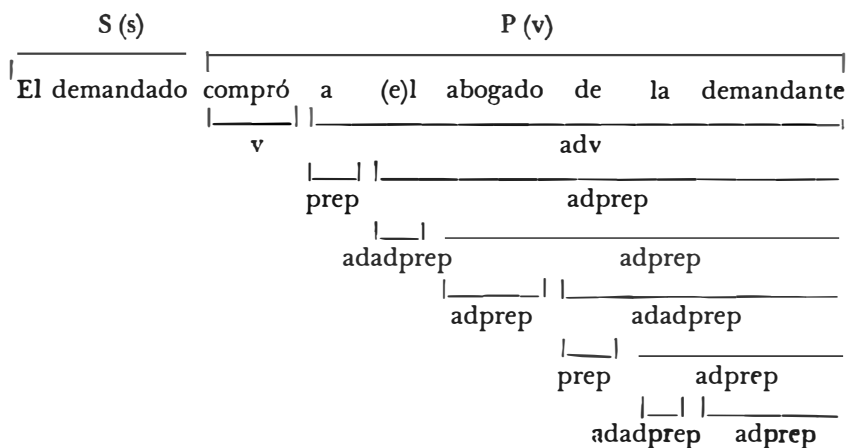 S (s) P (v)
El demandado compró a (e)l abogado de la demandante
v adv
prep adprep
adadprep adprep
adprep adadprep
prep adprep
adadprep adprep